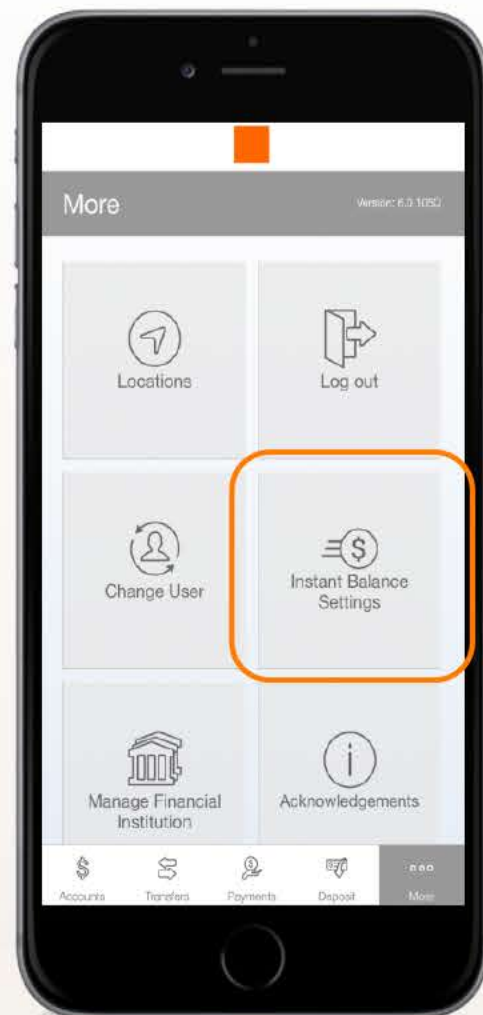 More
Version: 6.0.1050
Locations
Log out
Change User
Instant Balance
Settings
Manage Financial
Institution
Acknowledgements
Accounts
Transfers
Payments
Deposit
More